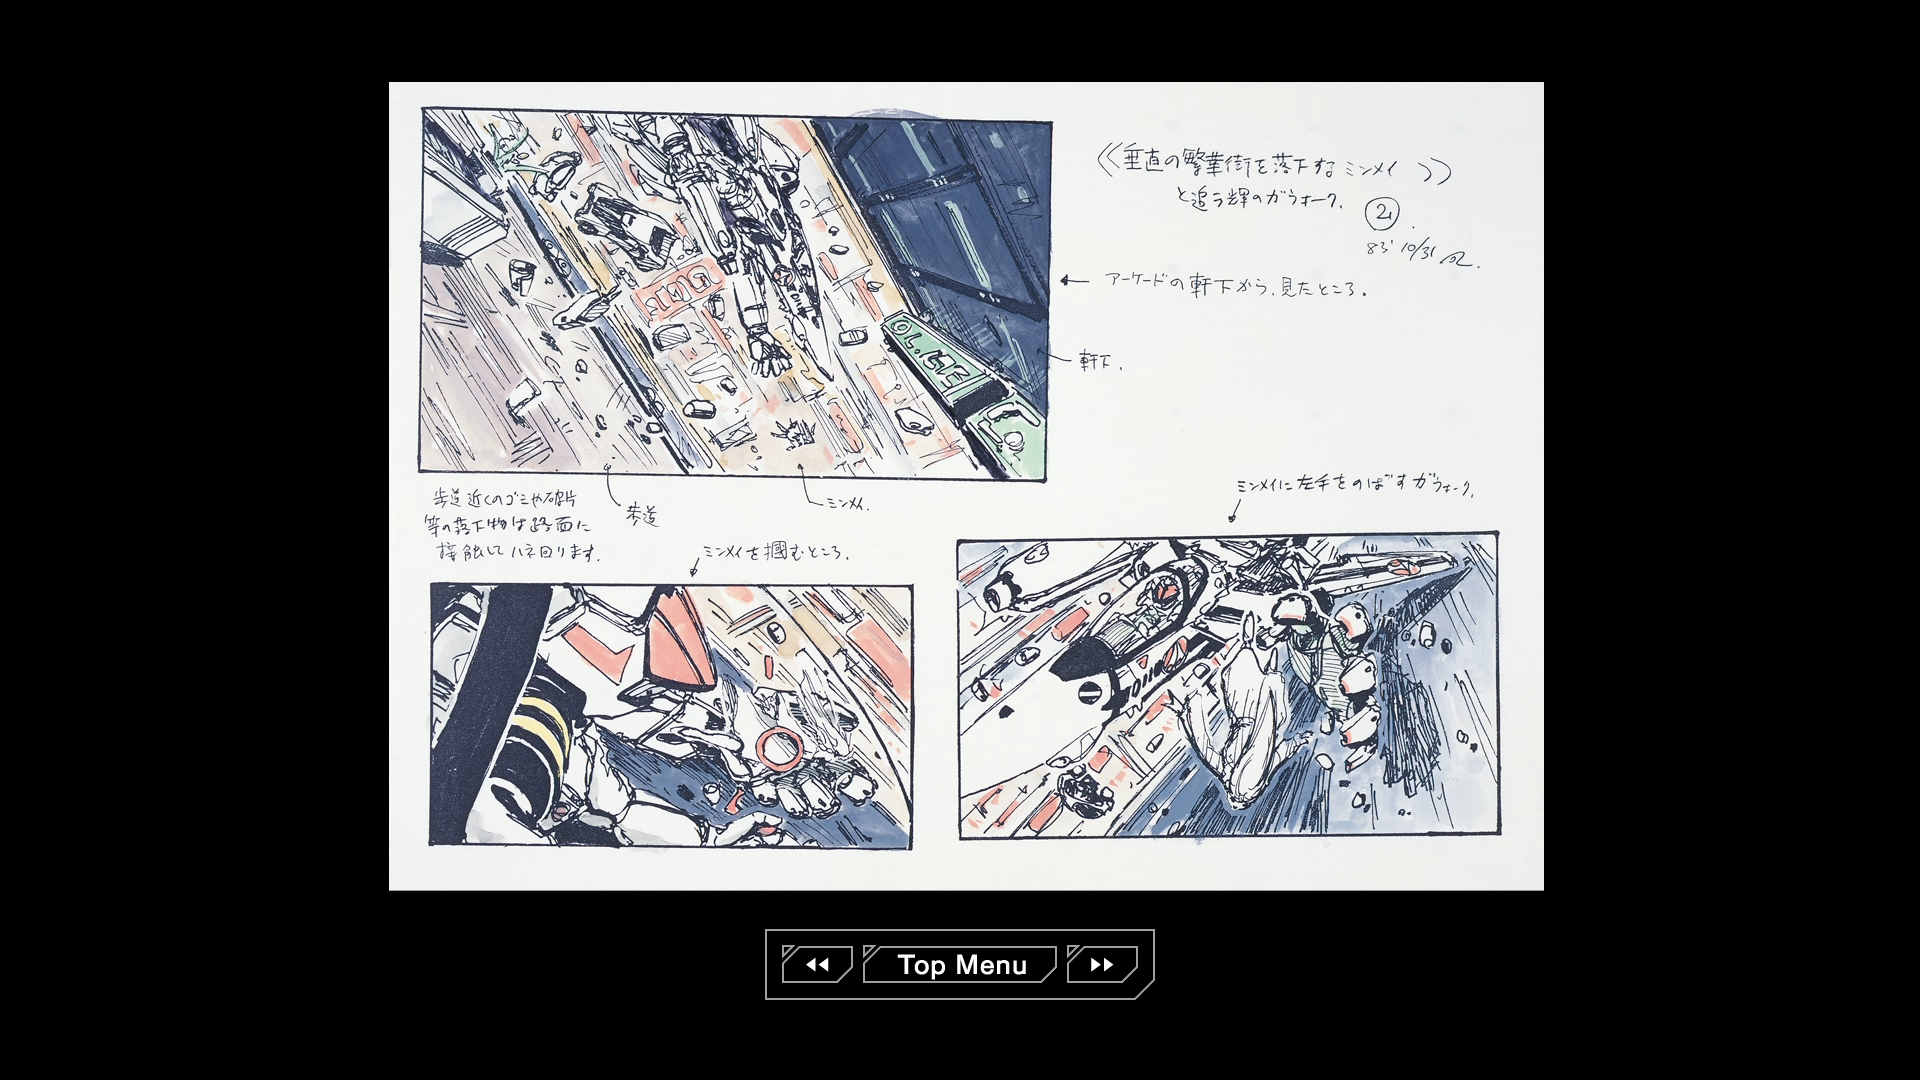 《垂直の繁華街を落下するミンメイ》
と追う輝のガウォーク.
②
83' 10/31
← アーケードの軒下から、見たところ。
軒下.
ミンメイに左手をのばすガウォーク.
ミンメイ.
歩道
歩道近くのゴミや破片
等の落下物は路面に
接触してハネ回ります.
ミンメイを摑むところ.
Top Menu